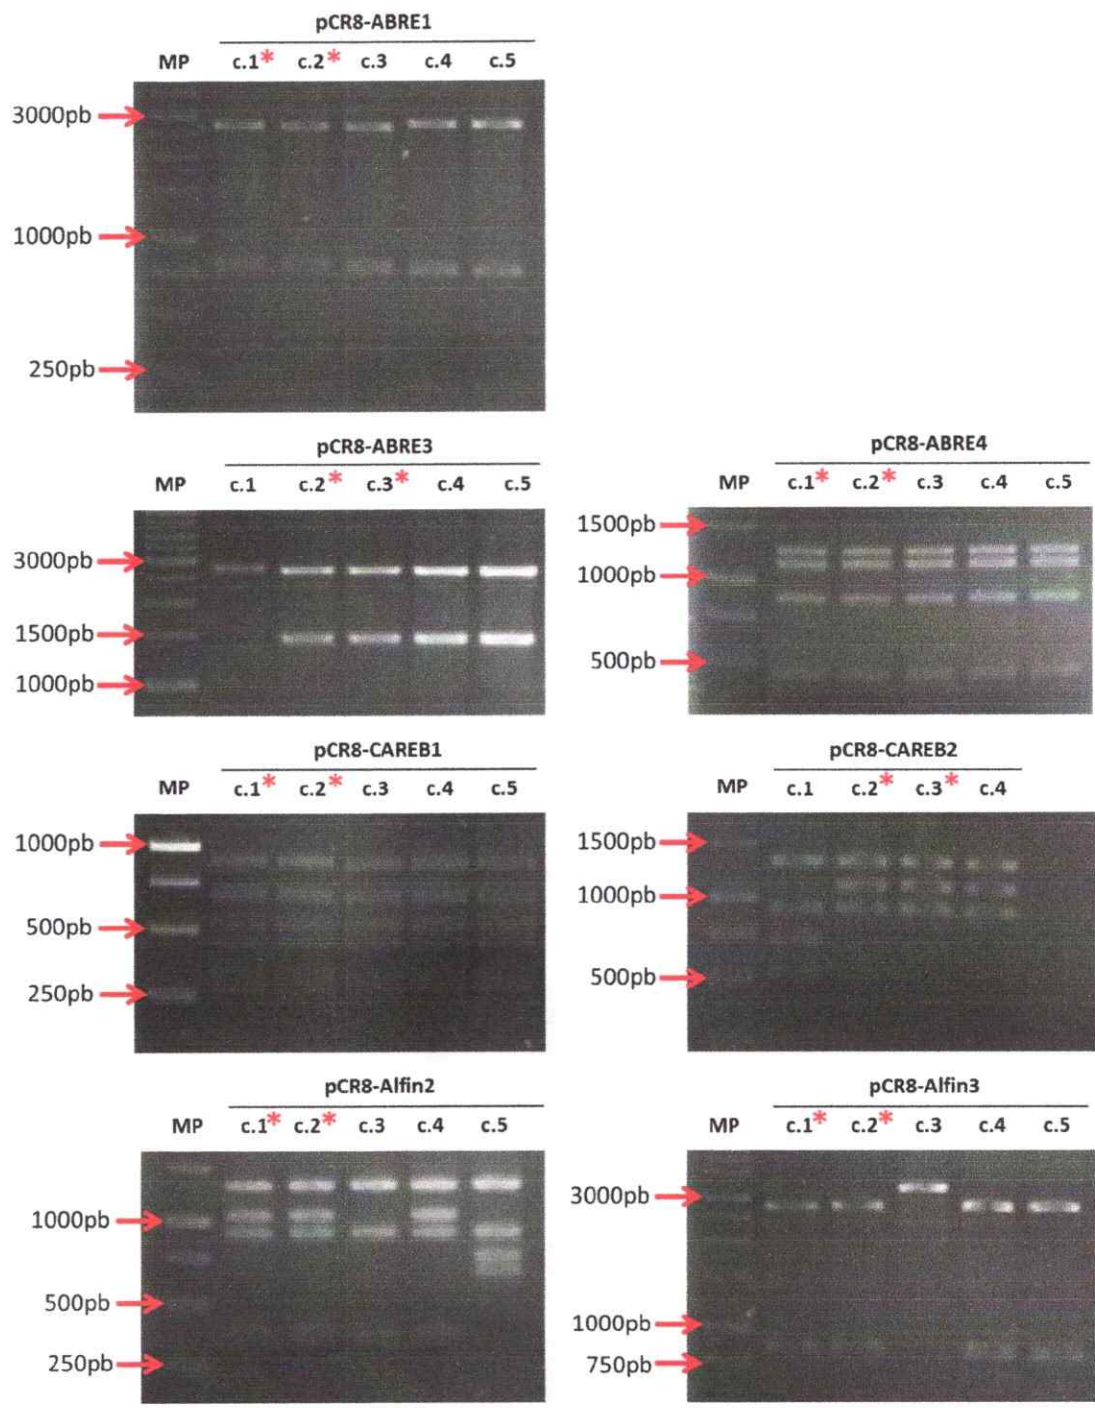 pCR8-ABRE1
MP c.1* c.2* c.3 c.4 c.5
3000pb
1000pb
250pb
pCR8-ABRE3
MP c.1 c.2* c.3* c.4 c.5
3000pb
1500pb
1000pb
pCR8-ABRE4
MP c.1* c.2* c.3 c.4 c.5
1500pb
1000pb
500pb
pCR8-CAREB1
MP c.1* c.2* c.3 c.4 c.5
1000pb
500pb
250pb
pCR8-CAREB2
MP c.1 c.2* c.3* c.4
1500pb
1000pb
500pb
pCR8-Alfin2
MP c.1* c.2* c.3 c.4 c.5
1000pb
500pb
250pb
pCR8-Alfin3
MP c.1* c.2* c.3 c.4 c.5
3000pb
1000pb
750pb